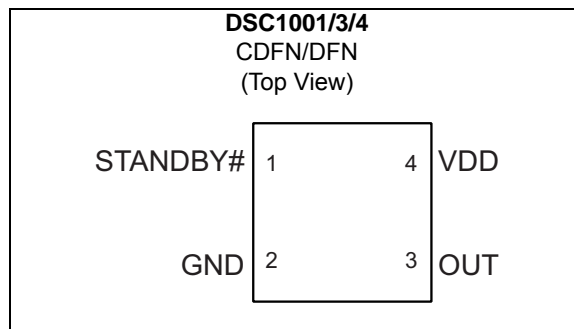 DSC1001/3/4
CDFN/DFN
(Top View)
STANDBY# 1 4 VDD
GND 2 3 OUT